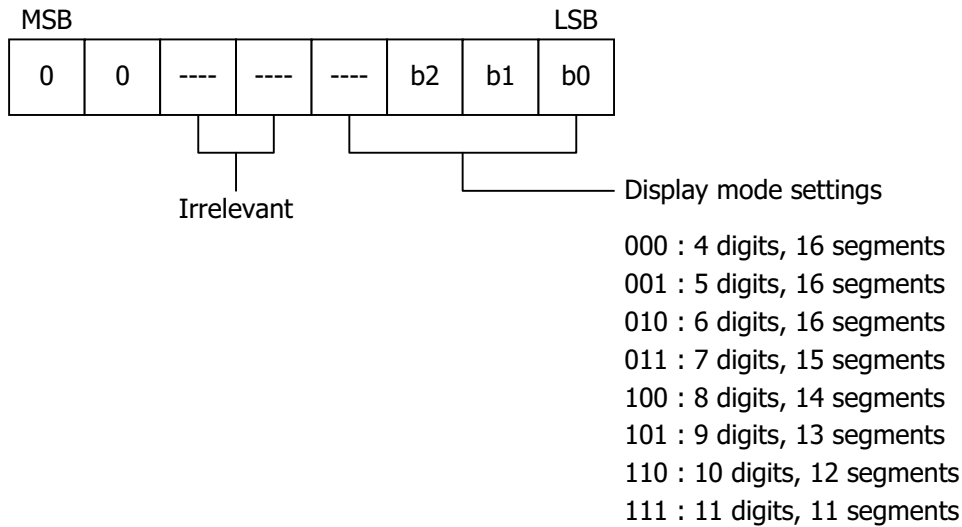 MSB LSB
0 0 ---- ---- ---- b2 b1 b0
Irrelevant
Display mode settings
000 : 4 digits, 16 segments
001 : 5 digits, 16 segments
010 : 6 digits, 16 segments
011 : 7 digits, 15 segments
100 : 8 digits, 14 segments
101 : 9 digits, 13 segments
110 : 10 digits, 12 segments
111 : 11 digits, 11 segments